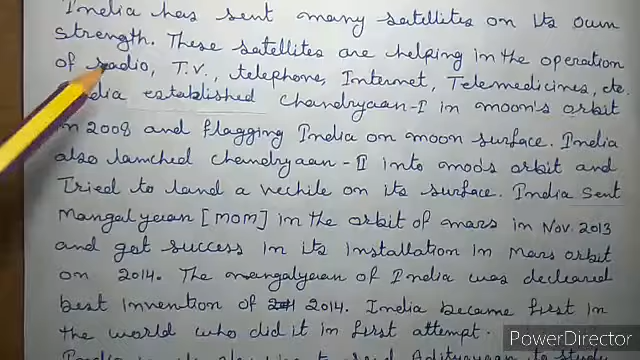 India has sent many satellites on its own
strength. These satellites are helping in the operation
of radio, T.V., telephone, Internet, Telemedicines, etc.
India established Chandryaan-I in moon's orbit
in 2008 and flagging India on moon surface. India
also lamched chandryaan-II into moo's orbit and
Tried to land a vechile on its surface. India sent
Mangalyaan [MOM] in the orbit of mars in Nov. 2013
and got success in its installation in Mars orbit
on 2014. The mangalyaan of India was declared
best invention of 2014. India became first in
the world who did it in first attempt.
PowerDirector